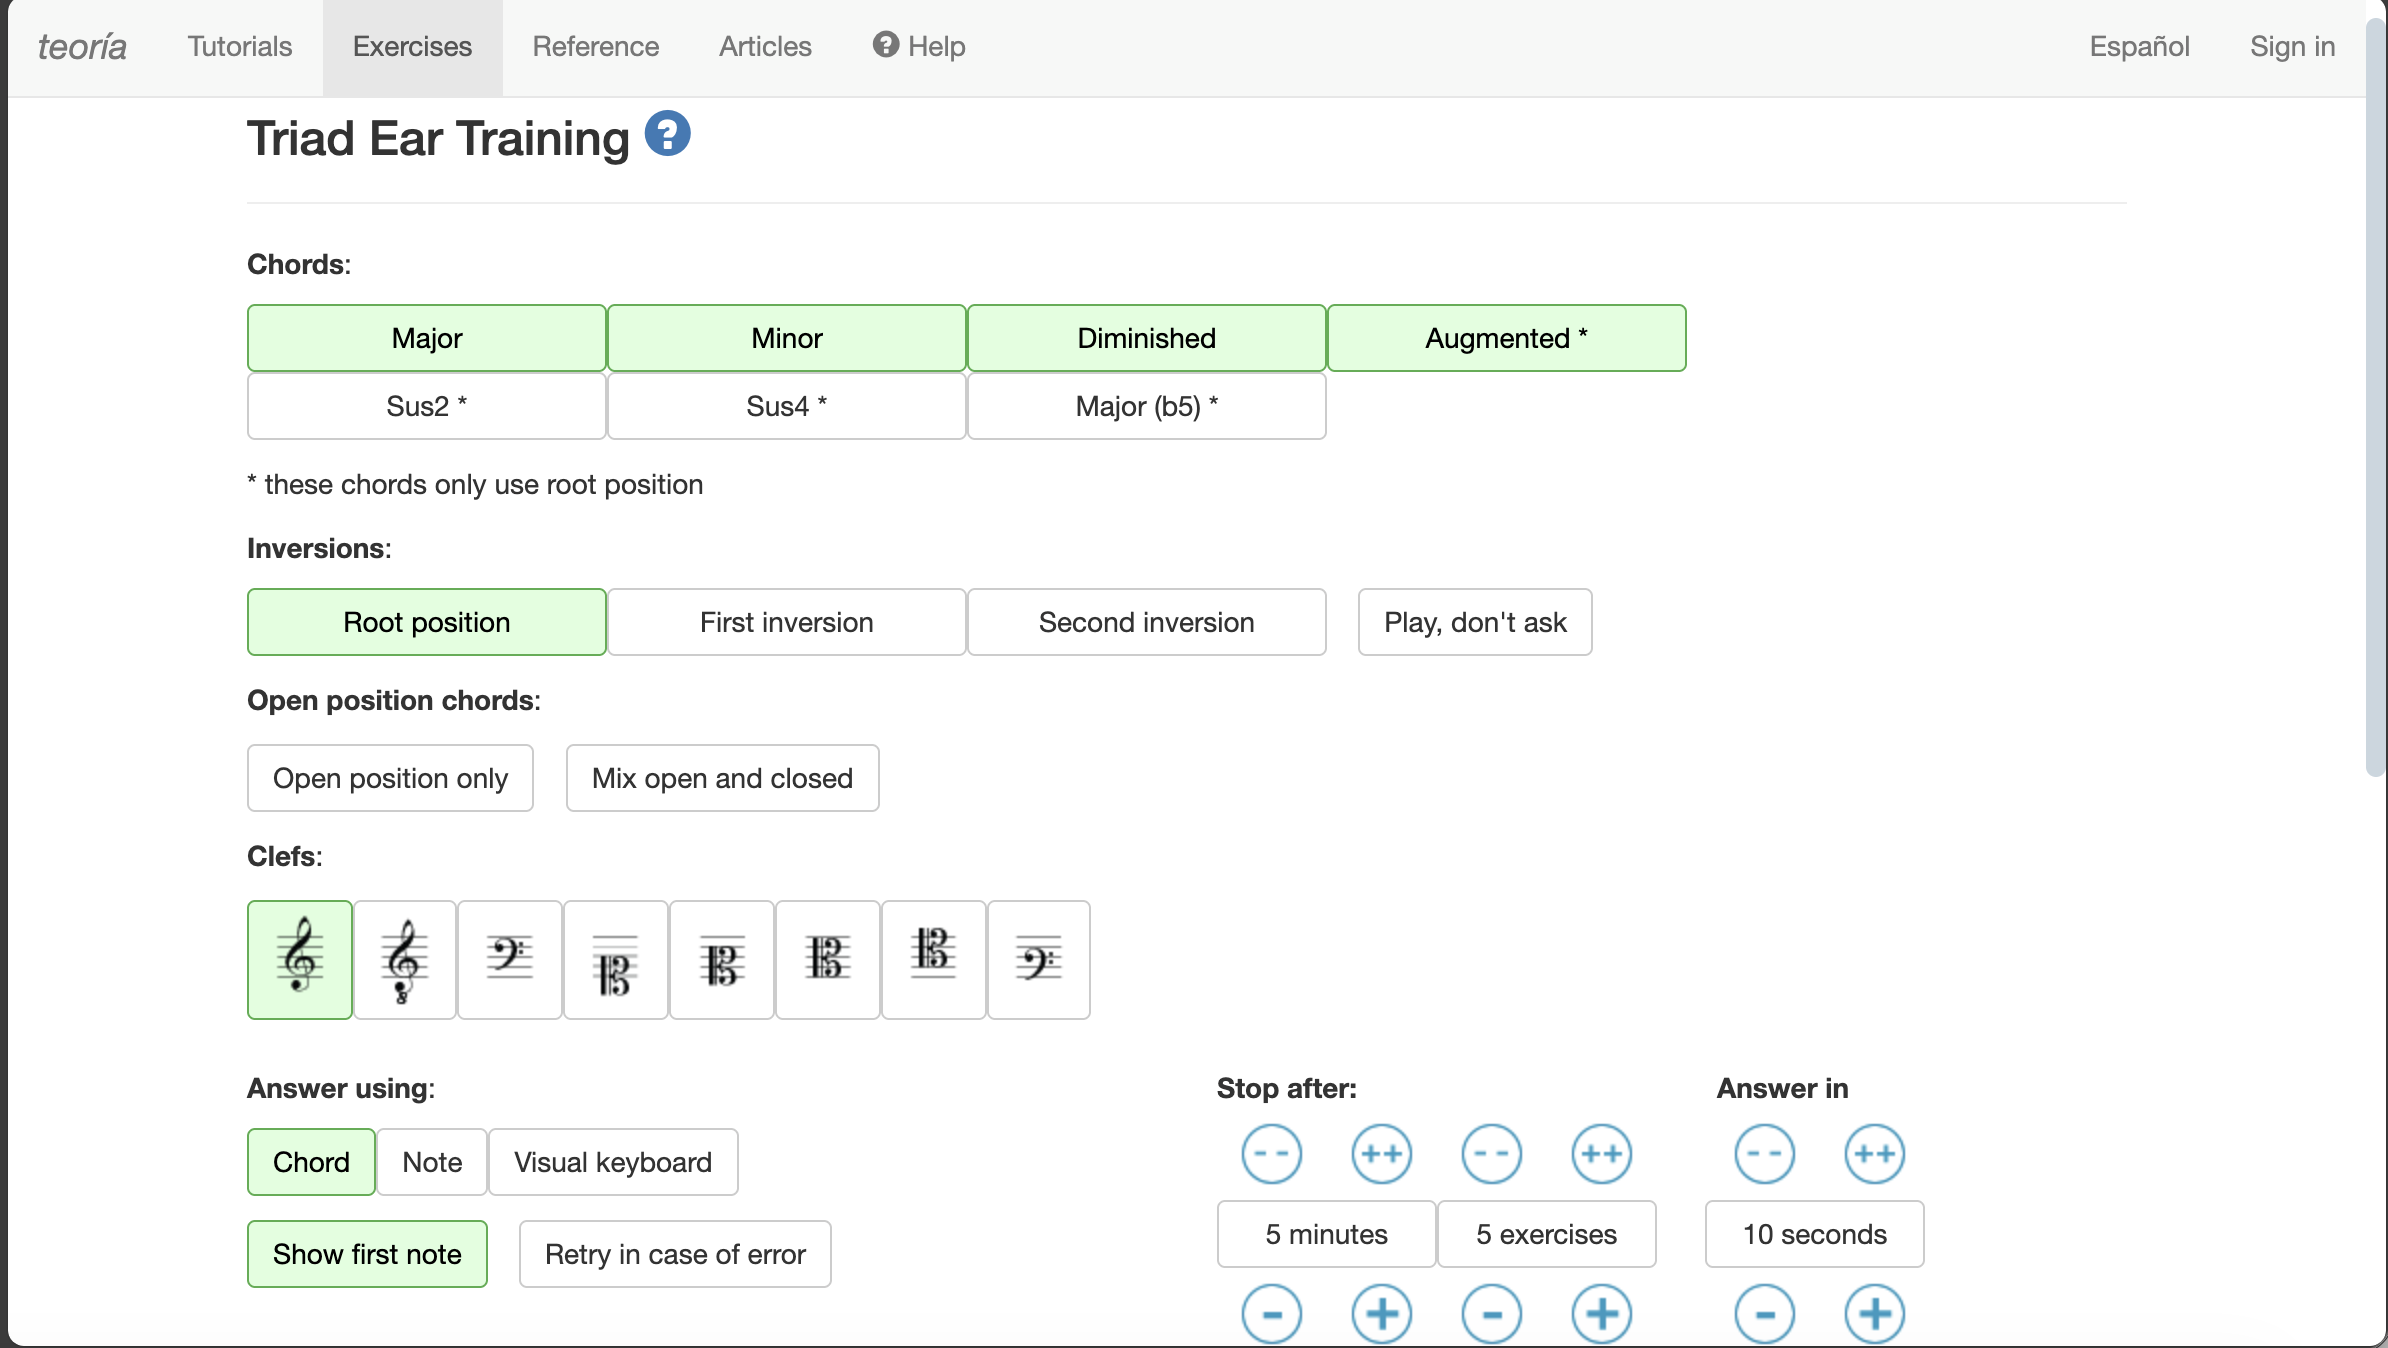 teoría Tutorials Exercises Reference Articles ? Help Español Sign in
Triad Ear Training ?
Chords:
Major Minor Diminished Augmented *
Sus2 * Sus4 * Major (b5) *
* these chords only use root position
Inversions:
Root position First inversion Second inversion Play, don't ask
Open position chords:
Open position only Mix open and closed
Clefs:
8
Answer using:
Chord Note Visual keyboard
Show first note Retry in case of error
Stop after: Answer in
-- ++ -- ++ -- ++
5 minutes 5 exercises 10 seconds
- + - + - +